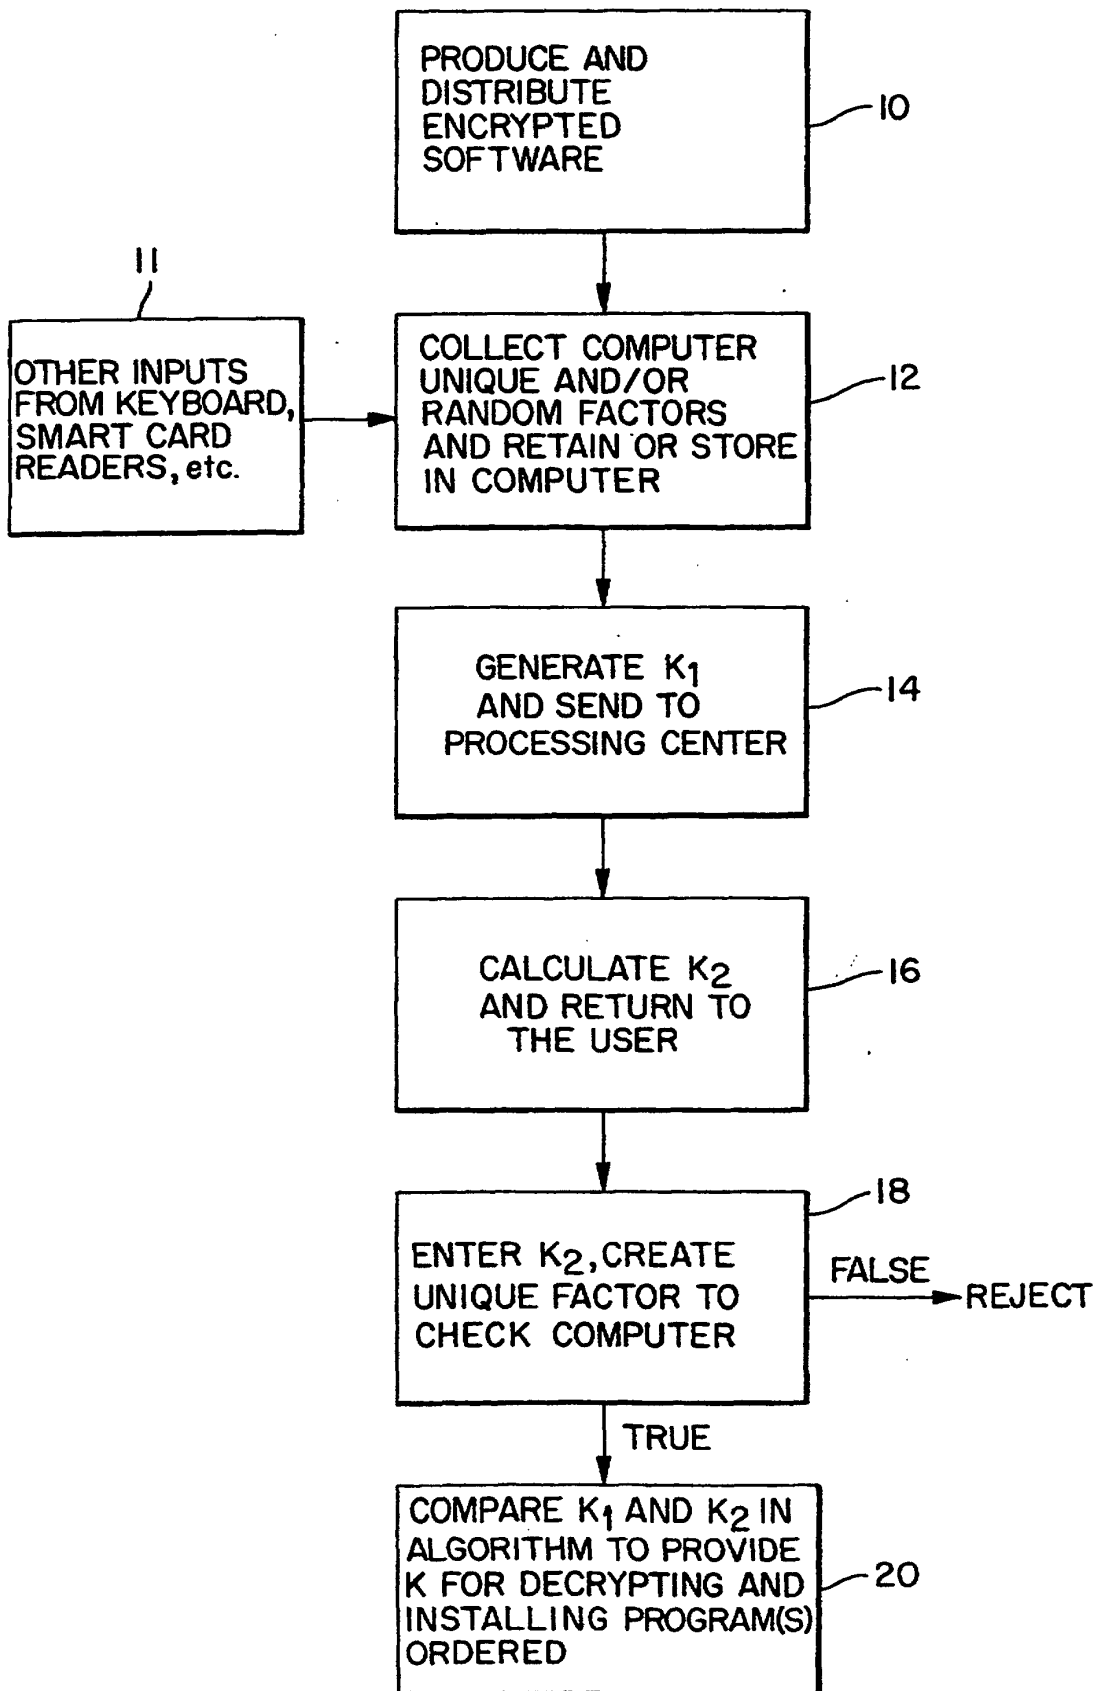 PRODUCE AND
DISTRIBUTE
ENCRYPTED
SOFTWARE
10
11
OTHER INPUTS
FROM KEYBOARD,
SMART CARD
READERS, etc.
COLLECT COMPUTER
UNIQUE AND/OR
RANDOM FACTORS
AND RETAIN OR STORE
IN COMPUTER
12
GENERATE K1
AND SEND TO
PROCESSING CENTER
14
CALCULATE K2
AND RETURN TO
THE USER
16
18
ENTER K2, CREATE
UNIQUE FACTOR TO
CHECK COMPUTER
FALSE
REJECT
TRUE
COMPARE K1 AND K2 IN
ALGORITHM TO PROVIDE
K FOR DECRYPTING AND
INSTALLING PROGRAM(S)
ORDERED
20